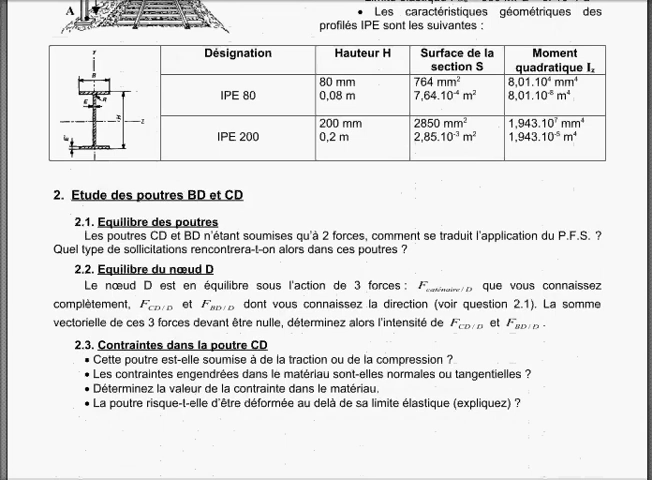 A
• Les caractéristiques géométriques des
profilés IPE sont les suivantes :
Désignation Hauteur H Surface de la section S Moment quadratique Iz
IPE 80 80 mm 764 mm² 8,01.10⁴ mm⁴
0,08 m 7,64.10⁻⁴ m² 8,01.10⁻⁸ m⁴
IPE 200 200 mm 2850 mm² 1,943.10⁷ mm⁴
0,2 m 2,85.10⁻³ m² 1,943.10⁻⁵ m⁴
2. Etude des poutres BD et CD
2.1. Equilibre des poutres
Les poutres CD et BD n'étant soumises qu'à 2 forces, comment se traduit l'application du P.F.S. ?
Quel type de sollicitations rencontrera-t-on alors dans ces poutres ?
2.2. Equilibre du nœud D
Le nœud D est en équilibre sous l'action de 3 forces : F caténaire / D que vous connaissez
complètement, F CD / D et F BD / D dont vous connaissez la direction (voir question 2.1). La somme
vectorielle de ces 3 forces devant être nulle, déterminez alors l'intensité de F CD / D et F BD / D .
2.3. Contraintes dans la poutre CD
• Cette poutre est-elle soumise à de la traction ou de la compression ?
• Les contraintes engendrées dans le matériau sont-elles normales ou tangentielles ?
• Déterminez la valeur de la contrainte dans le matériau.
• La poutre risque-t-elle d'être déformée au delà de sa limite élastique (expliquez) ?